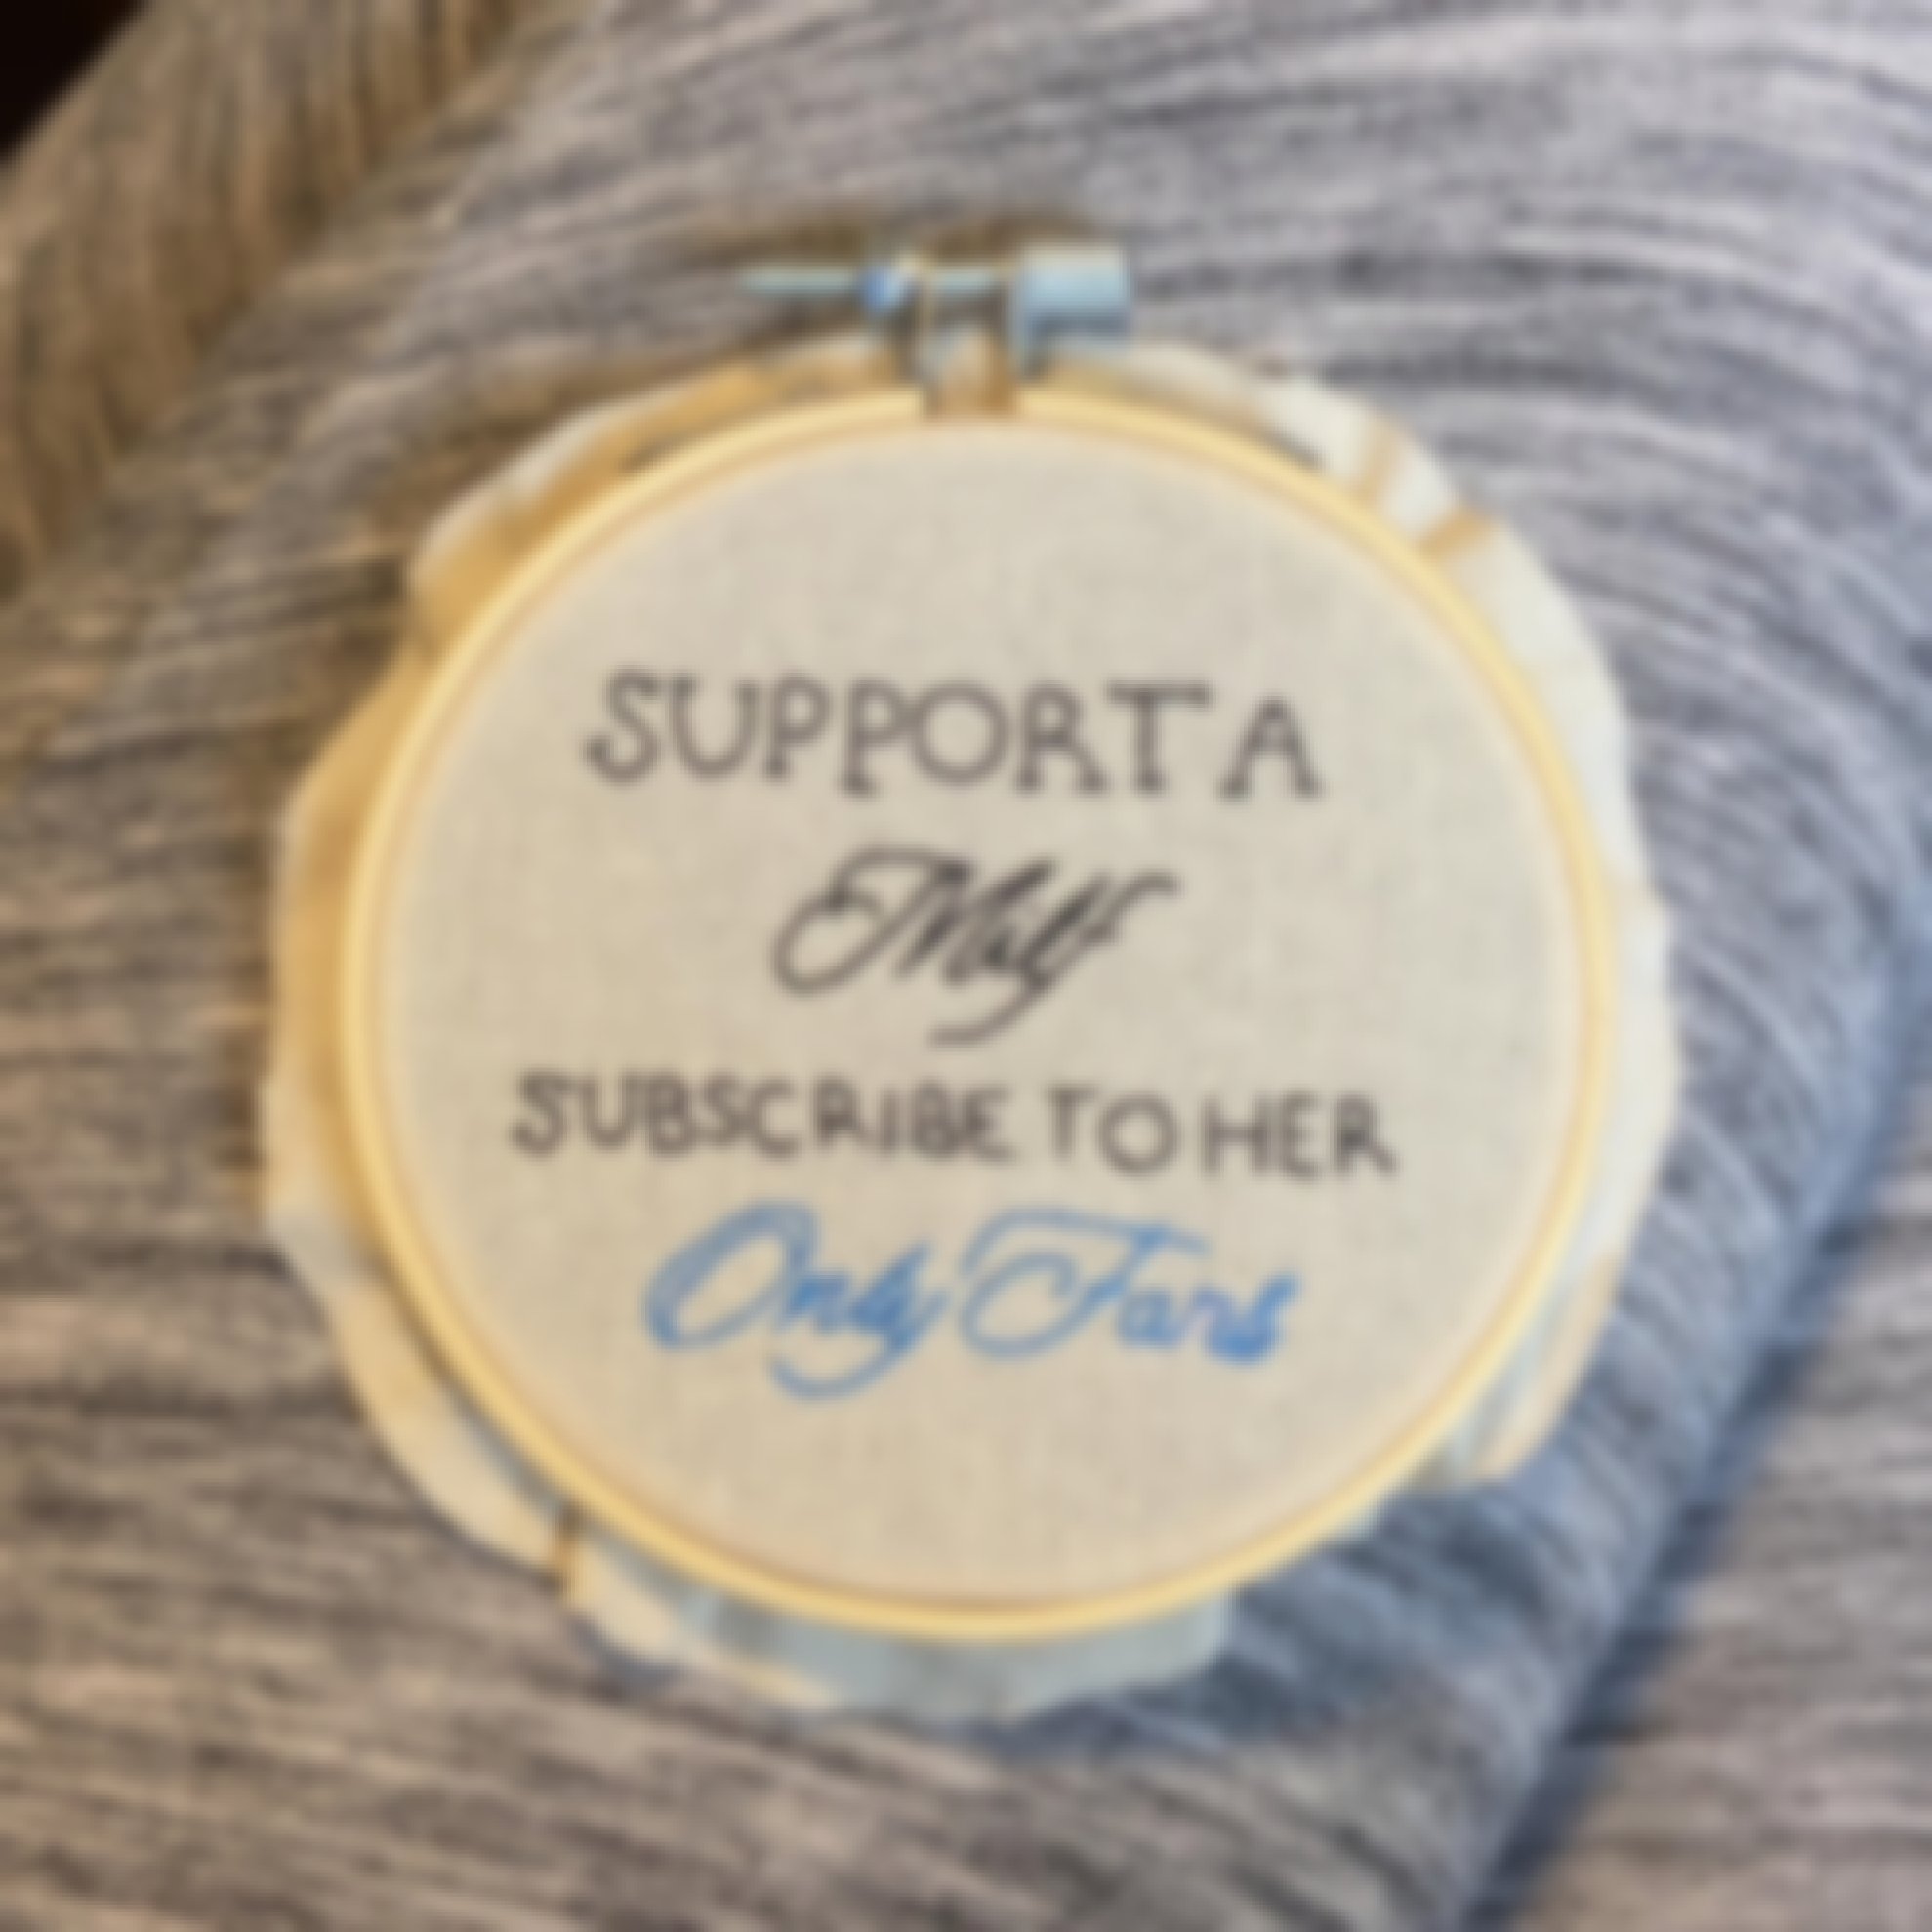 SUPPORT A
Milf
SUBSCRIBE TO HER
Only Fans